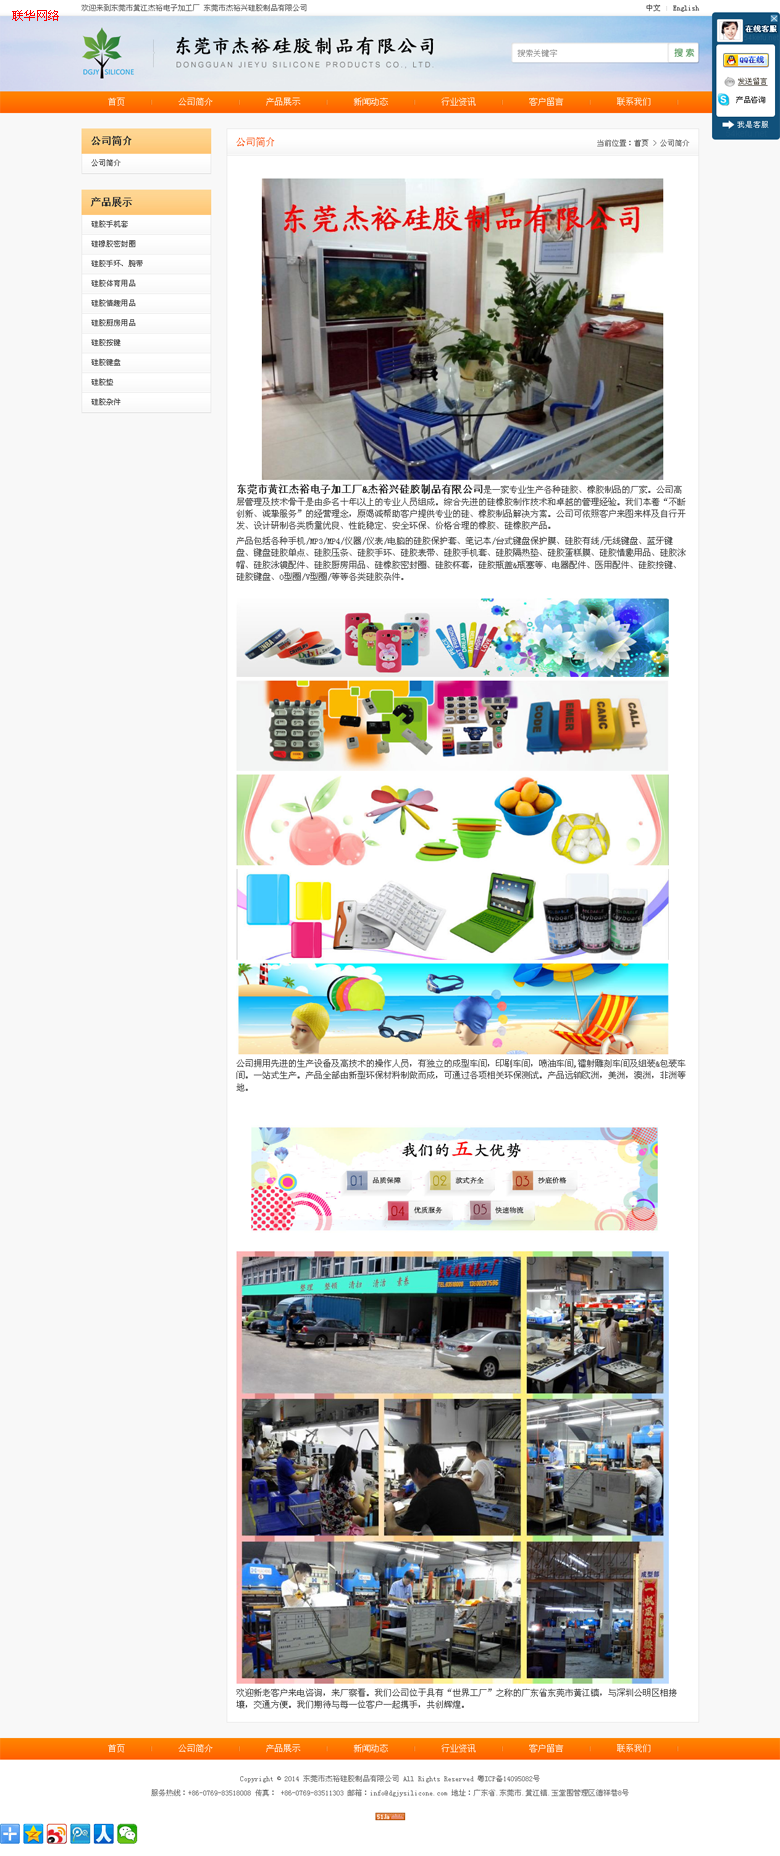 联华网络
欢迎来到东莞市黄江杰裕电子加工厂 东莞市杰裕兴硅胶制品有限公司
中文 English
DGJY SILICONE
东莞市杰裕硅胶制品有限公司
DONGGUAN JIEYU SILICONE PRODUCTS CO., LTD.
搜索关键字
搜 索
在线客服
QQ在线
发送留言
产品咨询
我是客服
首页 公司简介 产品展示 新闻动态 行业资讯 客户留言 联系我们
公司简介
公司简介
产品展示
硅胶手机套
硅橡胶密封圈
硅胶手环、腕带
硅胶体育用品
硅胶情趣用品
硅胶厨房用品
硅胶按键
硅胶键盘
硅胶垫
硅胶杂件
公司简介
当前位置：首页 > 公司简介
东莞杰裕硅胶制品有限公司
东莞市黄江杰裕电子加工厂&杰裕兴硅胶制品有限公司是一家专业生产各种硅胶、橡胶制品的厂家。公司高
层管理及技术骨干是由多名十年以上的专业人员组成。综合先进的硅橡胶制作技术和卓越的管理经验。我们本着“不断
创新、诚挚服务”的经营理念，原竭诚帮助客户提供专业的硅、橡胶制品解决方案。公司可依照客户来图来样及自行开
发、设计研制各类质量优良、性能稳定、安全环保、价格合理的橡胶、硅橡胶产品。
产品包括各种手机/MP3/MP4/仪器/仪表/电脑的硅胶保护套、笔记本/台式键盘保护膜、硅胶有线/无线键盘、蓝牙键
盘、键盘硅胶单点、硅胶压条、硅胶手环、硅胶表带、硅胶手机套、硅胶隔热垫、硅胶蛋糕膜、硅胶情趣用品、硅胶泳
帽、硅胶泳镜配件、硅胶厨房用品、硅橡胶密封圈、硅胶杯套，硅胶瓶盖&瓶塞等、电器配件、医用配件、硅胶按键、
硅胶键盘、O型圈/V型圈/等等各类硅胶杂件。
CODE
EMER
CANC
CALL
公司拥用先进的生产设备及高技术的操作人员，有独立的成型车间，印刷车间，喷油车间,镭射雕刻车间及组装&包装车
间。一站式生产。产品全部由新型环保材料制做而成，可通过各项相关环保测试。产品远销欧洲，美洲，澳洲，非洲等
地。
我们的五大优势
01 品质保障 02 款式齐全 03 抄底价格
04 优质服务 05 快速物流
整理 整顿 清扫 清洁 素养
成型部
欢迎新老客户来电咨询，来厂察看。我们公司位于具有“世界工厂”之称的广东省东莞市黄江镇，与深圳公明区相接
壤，交通方便。我们期待与每一位客户一起携手，共创辉煌。
首页 公司简介 产品展示 新闻动态 行业资讯 客户留言 联系我们
Copyright © 2014 东莞市杰裕硅胶制品有限公司 All Rights Reserved 粤ICP备14095082号
服务热线：+86-0769-83518008 传真： +86-0769-83511303 邮箱：info@dgjysilicone.com 地址：广东省.东莞市.黄江镇.玉堂围管理区德祥巷8号